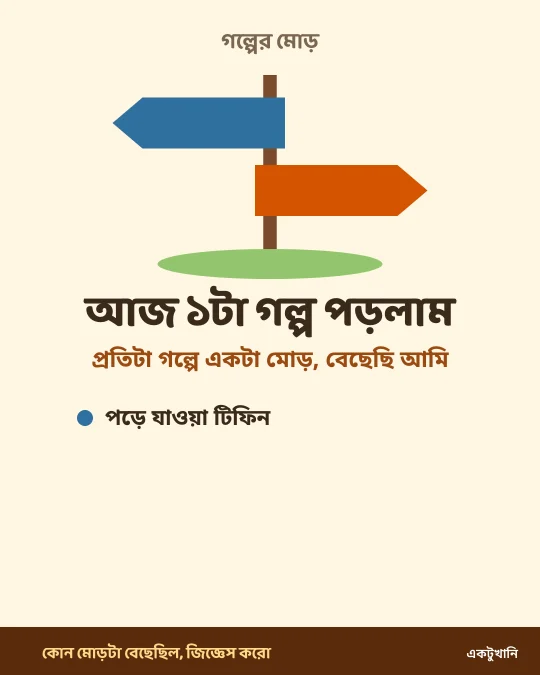 গল্পের মোড়
আজ ১টা গল্প পড়লাম
প্রতিটা গল্পে একটা মোড়, বেছেছি আমি
পড়ে যাওয়া টিফিন
কোন মোড়টা বেছেছিল, জিজ্ঞেস করো
একটুখানি